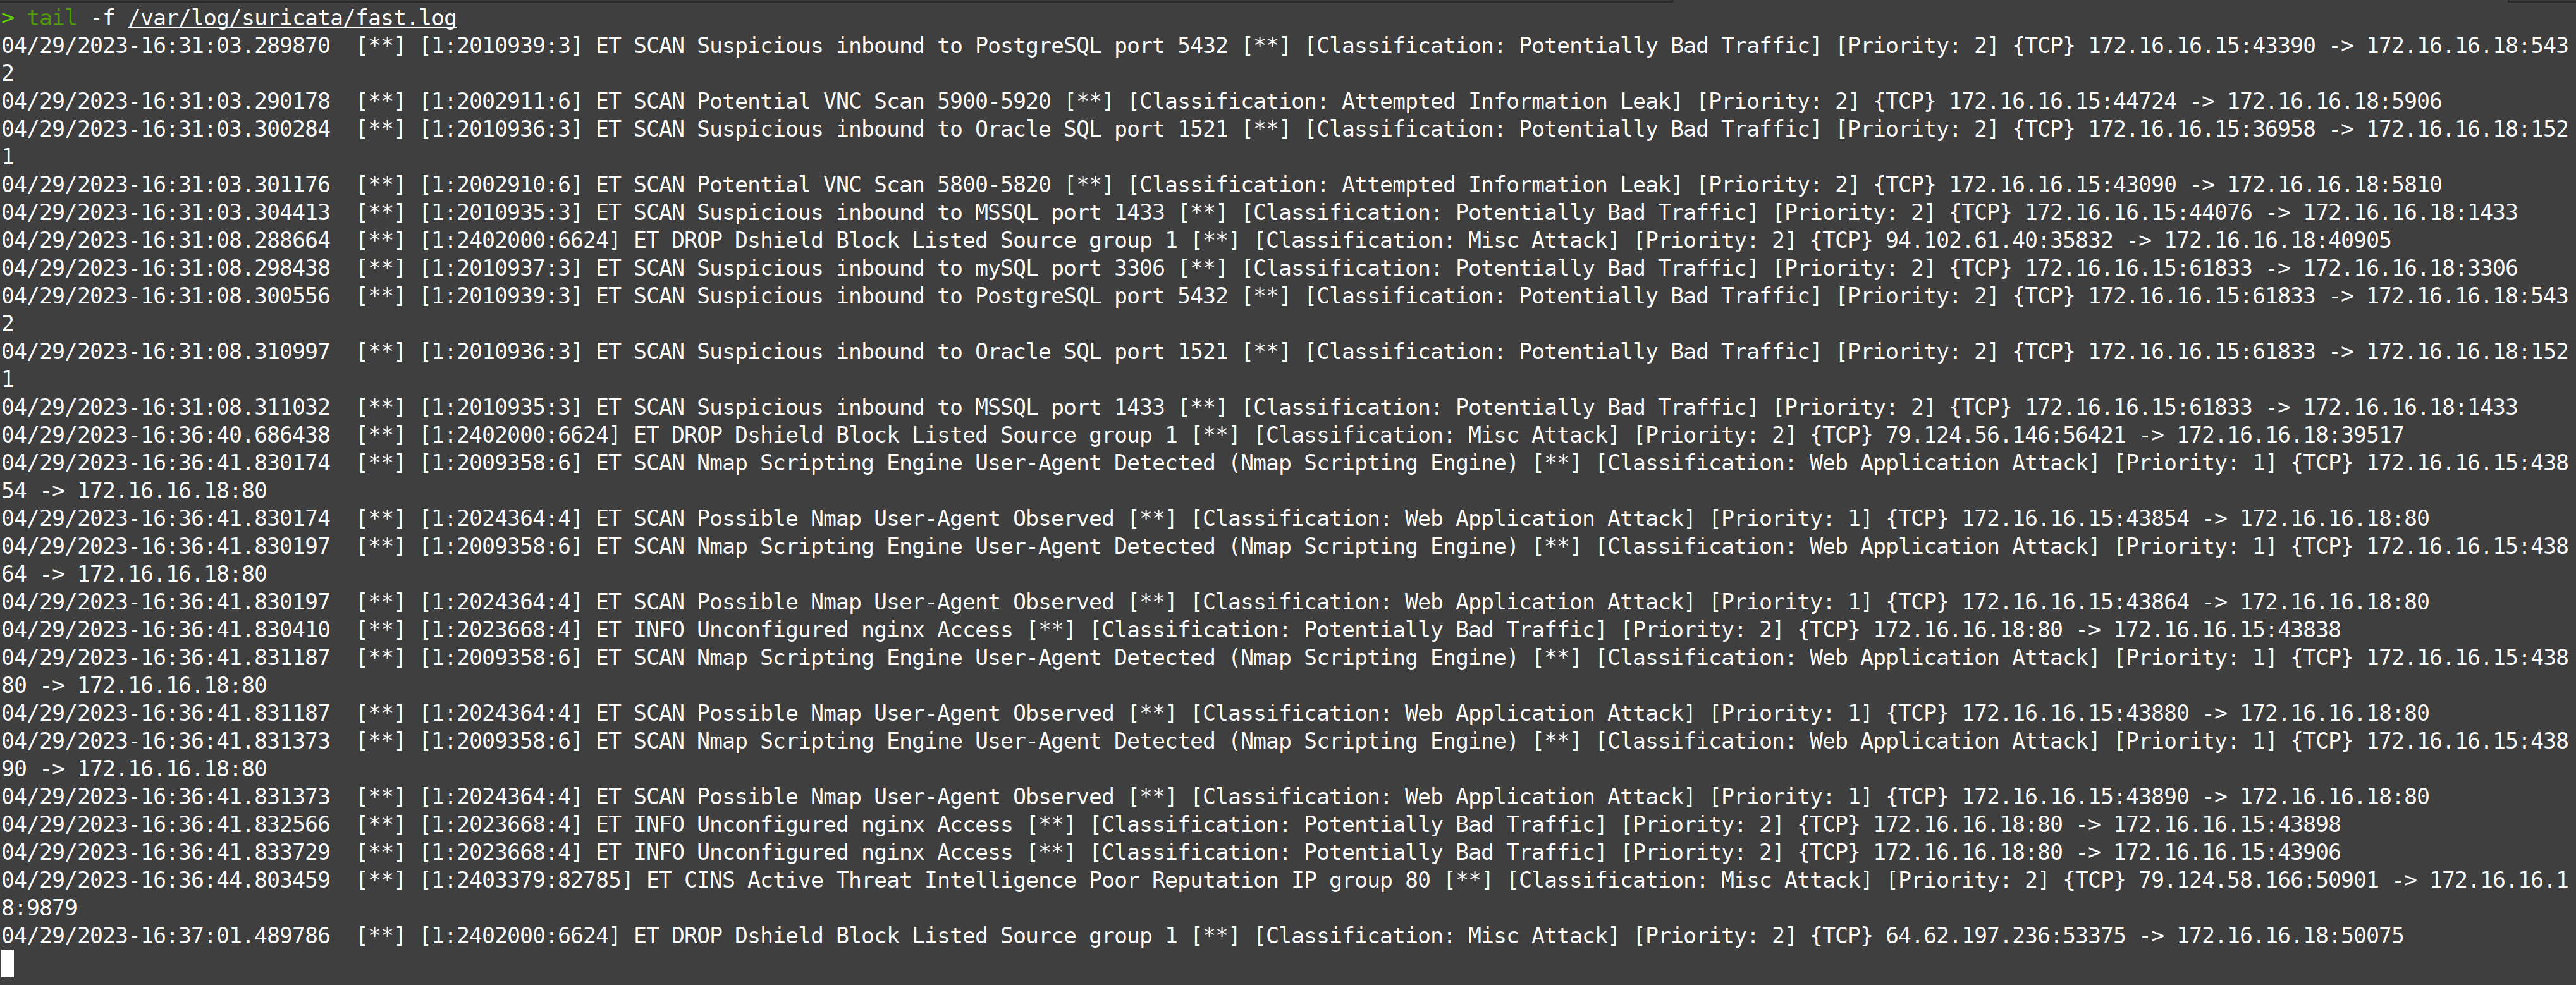 > tail -f /var/log/suricata/fast.log
04/29/2023-16:31:03.289870  [**] [1:2010939:3] ET SCAN Suspicious inbound to PostgreSQL port 5432 [**] [Classification: Potentially Bad Traffic] [Priority: 2] {TCP} 172.16.16.15:43390 -> 172.16.16.18:543
2
04/29/2023-16:31:03.290178  [**] [1:2002911:6] ET SCAN Potential VNC Scan 5900-5920 [**] [Classification: Attempted Information Leak] [Priority: 2] {TCP} 172.16.16.15:44724 -> 172.16.16.18:5906
04/29/2023-16:31:03.300284  [**] [1:2010936:3] ET SCAN Suspicious inbound to Oracle SQL port 1521 [**] [Classification: Potentially Bad Traffic] [Priority: 2] {TCP} 172.16.16.15:36958 -> 172.16.16.18:152
1
04/29/2023-16:31:03.301176  [**] [1:2002910:6] ET SCAN Potential VNC Scan 5800-5820 [**] [Classification: Attempted Information Leak] [Priority: 2] {TCP} 172.16.16.15:43090 -> 172.16.16.18:5810
04/29/2023-16:31:03.304413  [**] [1:2010935:3] ET SCAN Suspicious inbound to MSSQL port 1433 [**] [Classification: Potentially Bad Traffic] [Priority: 2] {TCP} 172.16.16.15:44076 -> 172.16.16.18:1433
04/29/2023-16:31:08.288664  [**] [1:2402000:6624] ET DROP Dshield Block Listed Source group 1 [**] [Classification: Misc Attack] [Priority: 2] {TCP} 94.102.61.40:35832 -> 172.16.16.18:40905
04/29/2023-16:31:08.298438  [**] [1:2010937:3] ET SCAN Suspicious inbound to mySQL port 3306 [**] [Classification: Potentially Bad Traffic] [Priority: 2] {TCP} 172.16.16.15:61833 -> 172.16.16.18:3306
04/29/2023-16:31:08.300556  [**] [1:2010939:3] ET SCAN Suspicious inbound to PostgreSQL port 5432 [**] [Classification: Potentially Bad Traffic] [Priority: 2] {TCP} 172.16.16.15:61833 -> 172.16.16.18:543
2
04/29/2023-16:31:08.310997  [**] [1:2010936:3] ET SCAN Suspicious inbound to Oracle SQL port 1521 [**] [Classification: Potentially Bad Traffic] [Priority: 2] {TCP} 172.16.16.15:61833 -> 172.16.16.18:152
1
04/29/2023-16:31:08.311032  [**] [1:2010935:3] ET SCAN Suspicious inbound to MSSQL port 1433 [**] [Classification: Potentially Bad Traffic] [Priority: 2] {TCP} 172.16.16.15:61833 -> 172.16.16.18:1433
04/29/2023-16:36:40.686438  [**] [1:2402000:6624] ET DROP Dshield Block Listed Source group 1 [**] [Classification: Misc Attack] [Priority: 2] {TCP} 79.124.56.146:56421 -> 172.16.16.18:39517
04/29/2023-16:36:41.830174  [**] [1:2009358:6] ET SCAN Nmap Scripting Engine User-Agent Detected (Nmap Scripting Engine) [**] [Classification: Web Application Attack] [Priority: 1] {TCP} 172.16.16.15:438
54 -> 172.16.16.18:80
04/29/2023-16:36:41.830174  [**] [1:2024364:4] ET SCAN Possible Nmap User-Agent Observed [**] [Classification: Web Application Attack] [Priority: 1] {TCP} 172.16.16.15:43854 -> 172.16.16.18:80
04/29/2023-16:36:41.830197  [**] [1:2009358:6] ET SCAN Nmap Scripting Engine User-Agent Detected (Nmap Scripting Engine) [**] [Classification: Web Application Attack] [Priority: 1] {TCP} 172.16.16.15:438
64 -> 172.16.16.18:80
04/29/2023-16:36:41.830197  [**] [1:2024364:4] ET SCAN Possible Nmap User-Agent Observed [**] [Classification: Web Application Attack] [Priority: 1] {TCP} 172.16.16.15:43864 -> 172.16.16.18:80
04/29/2023-16:36:41.830410  [**] [1:2023668:4] ET INFO Unconfigured nginx Access [**] [Classification: Potentially Bad Traffic] [Priority: 2] {TCP} 172.16.16.18:80 -> 172.16.16.15:43838
04/29/2023-16:36:41.831187  [**] [1:2009358:6] ET SCAN Nmap Scripting Engine User-Agent Detected (Nmap Scripting Engine) [**] [Classification: Web Application Attack] [Priority: 1] {TCP} 172.16.16.15:438
80 -> 172.16.16.18:80
04/29/2023-16:36:41.831187  [**] [1:2024364:4] ET SCAN Possible Nmap User-Agent Observed [**] [Classification: Web Application Attack] [Priority: 1] {TCP} 172.16.16.15:43880 -> 172.16.16.18:80
04/29/2023-16:36:41.831373  [**] [1:2009358:6] ET SCAN Nmap Scripting Engine User-Agent Detected (Nmap Scripting Engine) [**] [Classification: Web Application Attack] [Priority: 1] {TCP} 172.16.16.15:438
90 -> 172.16.16.18:80
04/29/2023-16:36:41.831373  [**] [1:2024364:4] ET SCAN Possible Nmap User-Agent Observed [**] [Classification: Web Application Attack] [Priority: 1] {TCP} 172.16.16.15:43890 -> 172.16.16.18:80
04/29/2023-16:36:41.832566  [**] [1:2023668:4] ET INFO Unconfigured nginx Access [**] [Classification: Potentially Bad Traffic] [Priority: 2] {TCP} 172.16.16.18:80 -> 172.16.16.15:43898
04/29/2023-16:36:41.833729  [**] [1:2023668:4] ET INFO Unconfigured nginx Access [**] [Classification: Potentially Bad Traffic] [Priority: 2] {TCP} 172.16.16.18:80 -> 172.16.16.15:43906
04/29/2023-16:36:44.803459  [**] [1:2403379:82785] ET CINS Active Threat Intelligence Poor Reputation IP group 80 [**] [Classification: Misc Attack] [Priority: 2] {TCP} 79.124.58.166:50901 -> 172.16.16.1
8:9879
04/29/2023-16:37:01.489786  [**] [1:2402000:6624] ET DROP Dshield Block Listed Source group 1 [**] [Classification: Misc Attack] [Priority: 2] {TCP} 64.62.197.236:53375 -> 172.16.16.18:50075